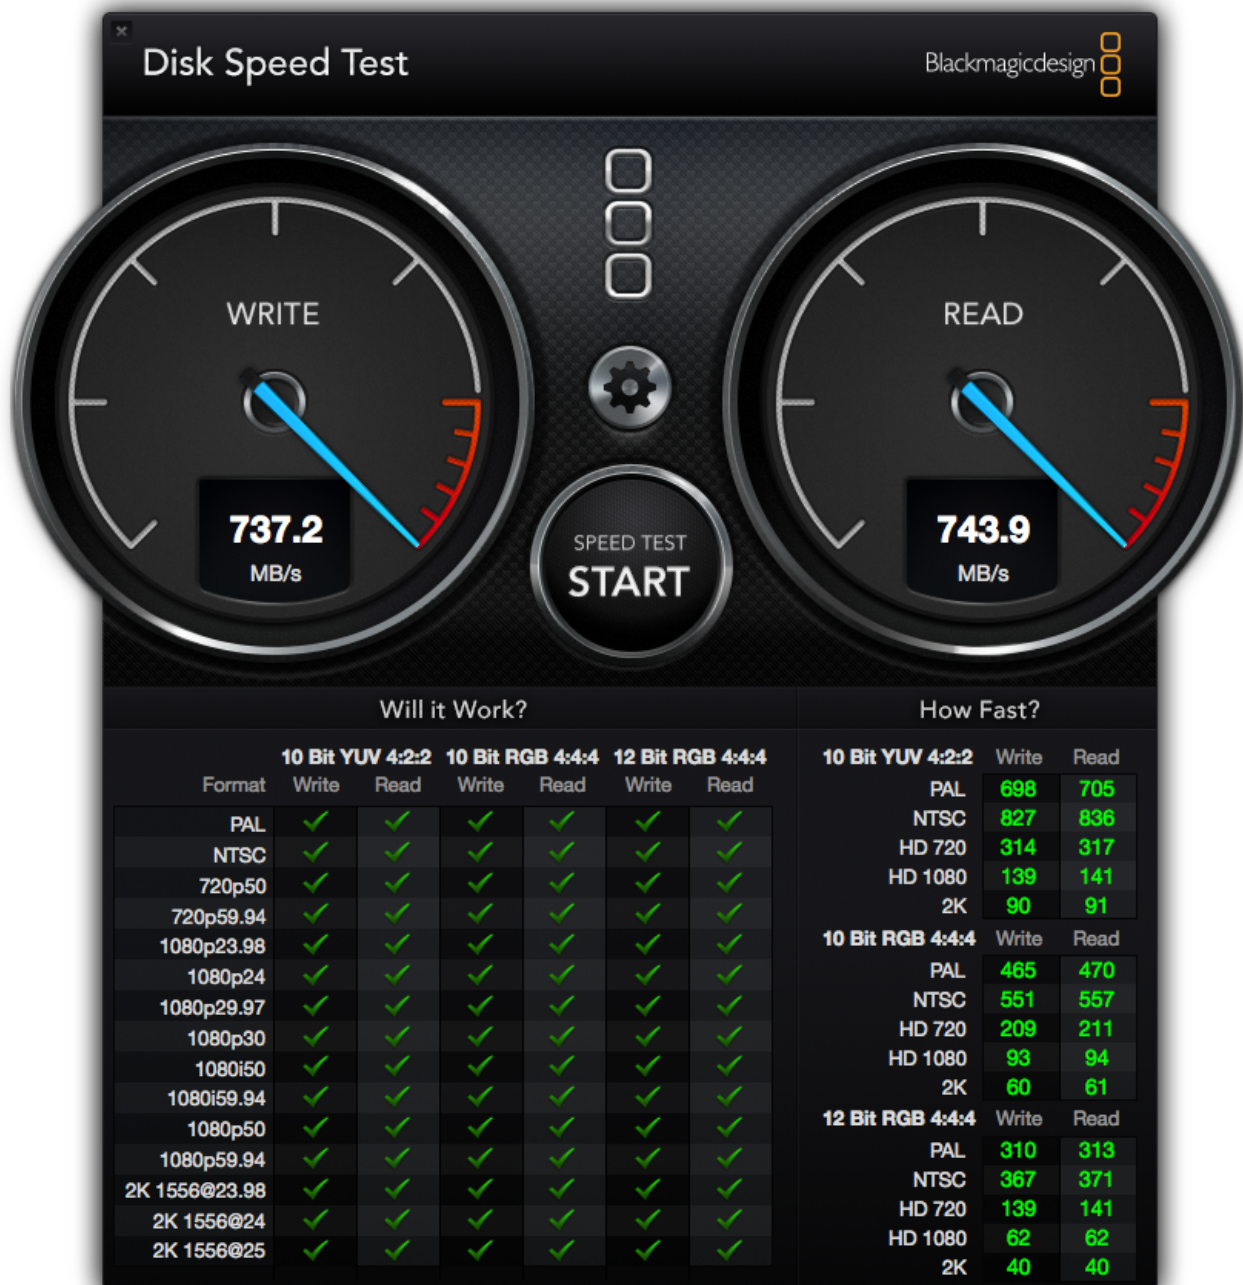 Disk Speed Test
Blackmagicdesign
WRITE
READ
737.2
MB/s
743.9
MB/s
SPEED TEST
START
Will it Work?
10 Bit YUV 4:2:2 10 Bit RGB 4:4:4 12 Bit RGB 4:4:4
Format Write Read Write Read Write Read
PAL
NTSC
720p50
720p59.94
1080p23.98
1080p24
1080p29.97
1080p30
1080i50
1080i59.94
1080p50
1080p59.94
2K 1556@23.98
2K 1556@24
2K 1556@25
How Fast?
10 Bit YUV 4:2:2 Write Read
PAL 698 705
NTSC 827 836
HD 720 314 317
HD 1080 139 141
2K 90 91
10 Bit RGB 4:4:4 Write Read
PAL 465 470
NTSC 551 557
HD 720 209 211
HD 1080 93 94
2K 60 61
12 Bit RGB 4:4:4 Write Read
PAL 310 313
NTSC 367 371
HD 720 139 141
HD 1080 62 62
2K 40 40